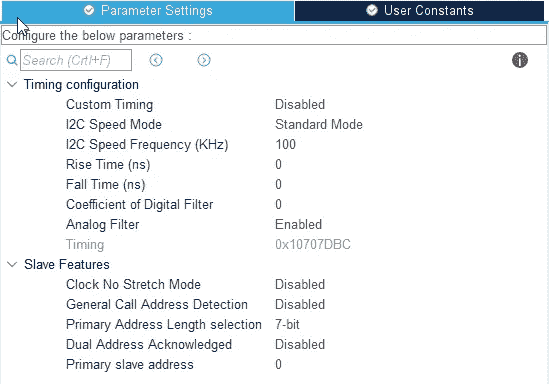 Parameter Settings User Constants
Configure the below parameters :
Search (Crtl+F)
Timing configuration
Custom Timing Disabled
I2C Speed Mode Standard Mode
I2C Speed Frequency (KHz) 100
Rise Time (ns) 0
Fall Time (ns) 0
Coefficient of Digital Filter 0
Analog Filter Enabled
Timing 0x10707DBC
Slave Features
Clock No Stretch Mode Disabled
General Call Address Detection Disabled
Primary Address Length selection 7-bit
Dual Address Acknowledged Disabled
Primary slave address 0